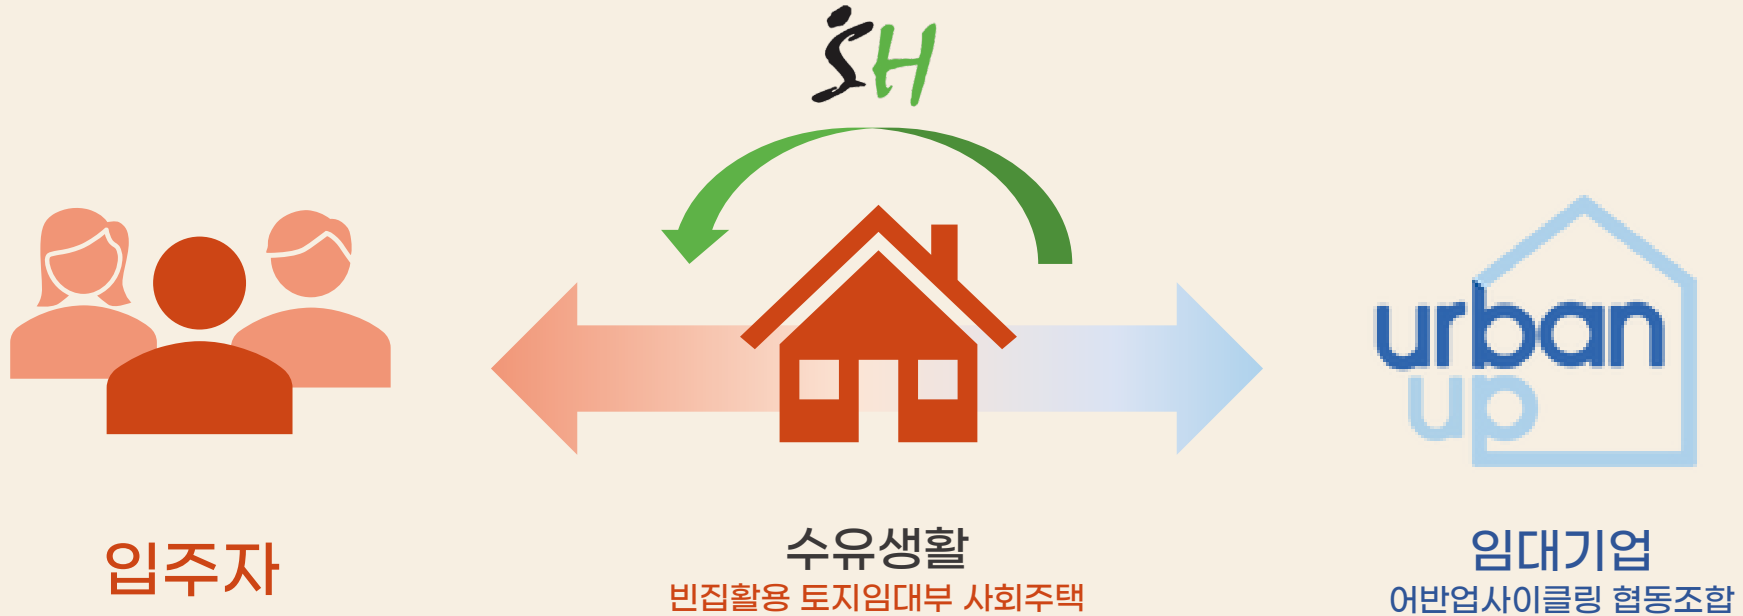 SH
urban
up
입주자
수유생활
빈집활용 토지임대부 사회주택
임대기업
어반업사이클링 협동조합